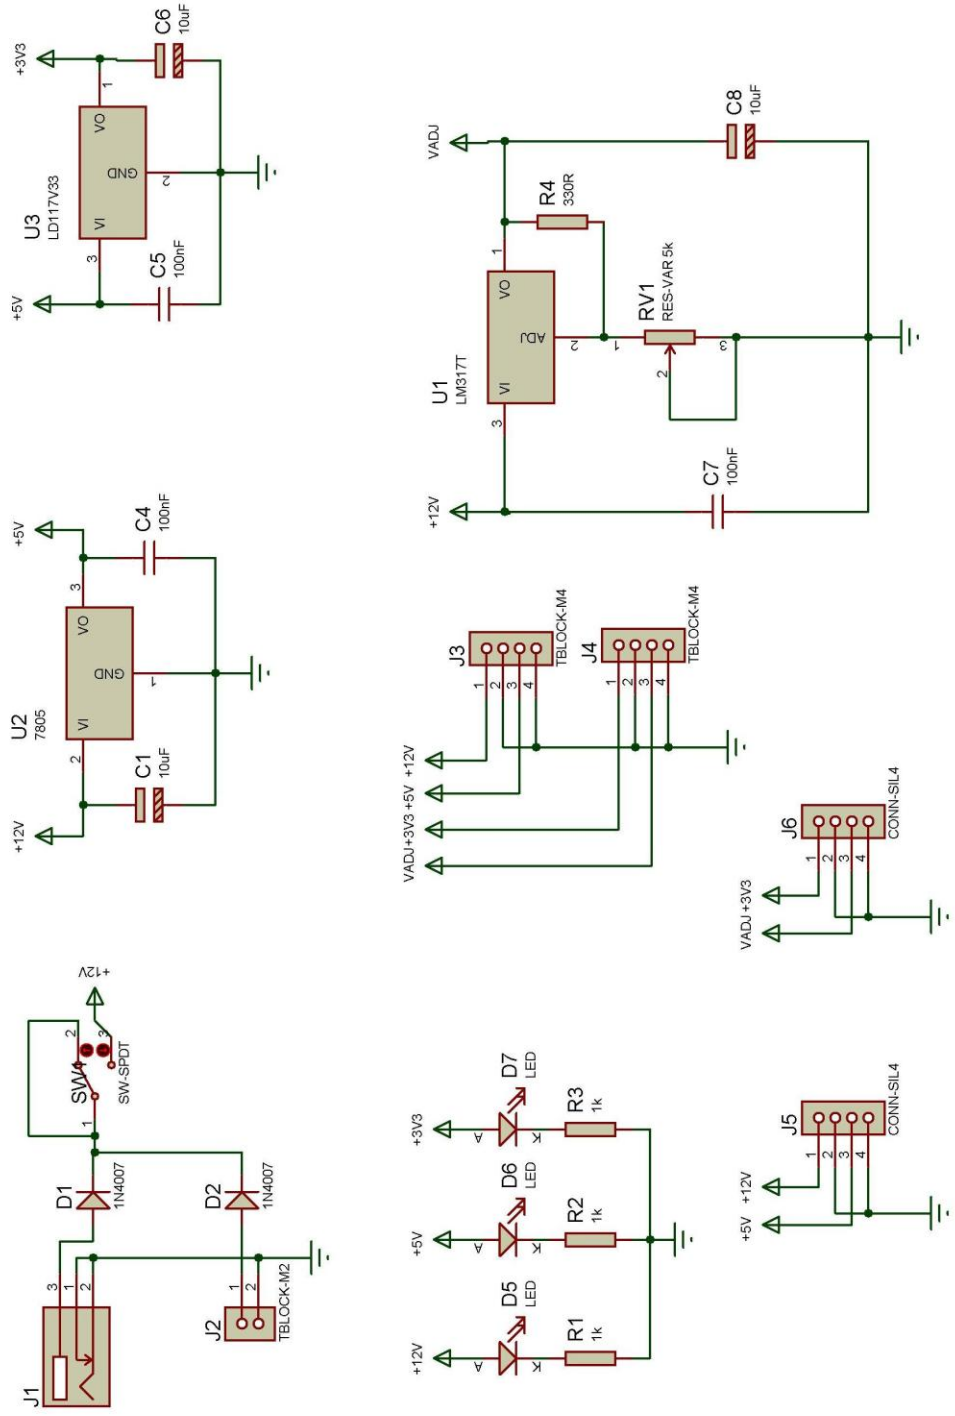 J1
3
1
2
D1
1N4007
SW1
SW-SPDT
1
2
3
+12V
J2
TBLOCK-M2
1
2
D2
1N4007
U2
7805
+12V
2
VI
VO
3
GND
1
C1
10uF
+5V
C4
100nF
U3
LD117V33
+5V
3
VI
VO
1
GND
2
C5
100nF
+3V3
C6
10uF
+12V
A
K
D5
LED
R1
1k
+5V
A
K
D6
LED
R2
1k
+3V3
A
K
D7
LED
R3
1k
VADJ
+3V3
+5V
+12V
J3
TBLOCK-M4
1
2
3
4
J4
TBLOCK-M4
1
2
3
4
U1
LM317T
+12V
3
VI
VO
1
ADJ
2
VADJ
R4
330R
RV1
RES-VAR 5k
1
2
3
C7
100nF
C8
10uF
+5V
+12V
J5
CONN-SIL4
1
2
3
4
VADJ
+3V3
J6
CONN-SIL4
1
2
3
4